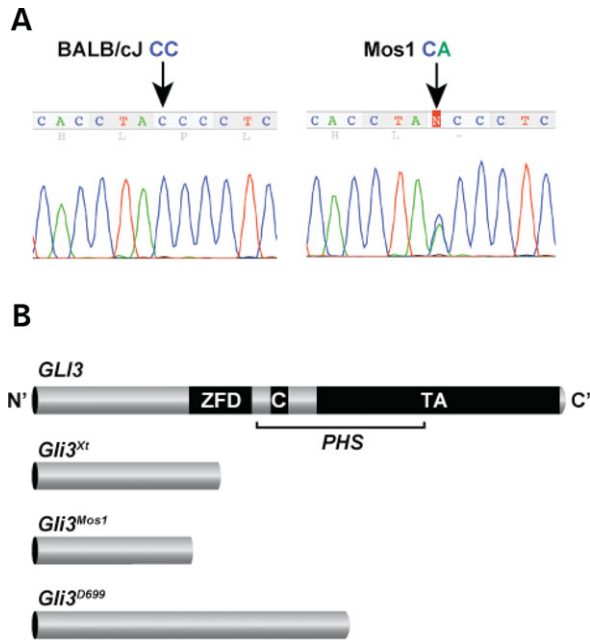 A
BALB/cJ CC
Mos1 CA
C A C C T A C C C C T C
H L P L
C A C C T A N C C C T C
H L -
B
GLI3
N' ZFD C TA C'
PHS
Gli3Xt
Gli3Mos1
Gli3D699